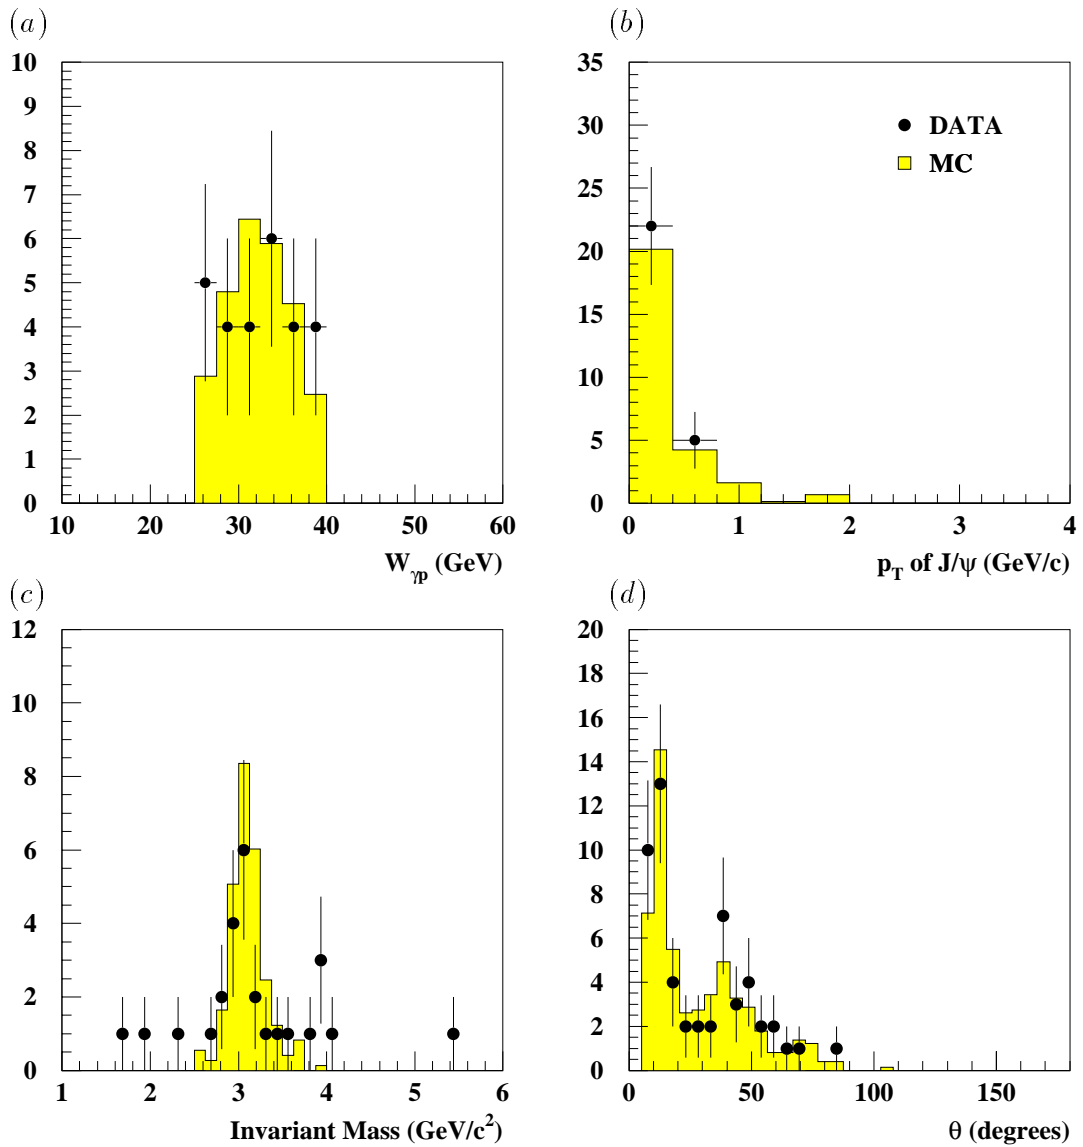 (a)
10
9
8
7
6
5
4
3
2
1
0
10 20 30 40 50 60
W_γp (GeV)
(b)
35
30
25
20
15
10
5
0
DATA
MC
0 1 2 3 4
p_T of J/ψ (GeV/c)
(c)
12
10
8
6
4
2
0
1 2 3 4 5 6
Invariant Mass (GeV/c²)
(d)
20
18
16
14
12
10
8
6
4
2
0
0 50 100 150
θ (degrees)